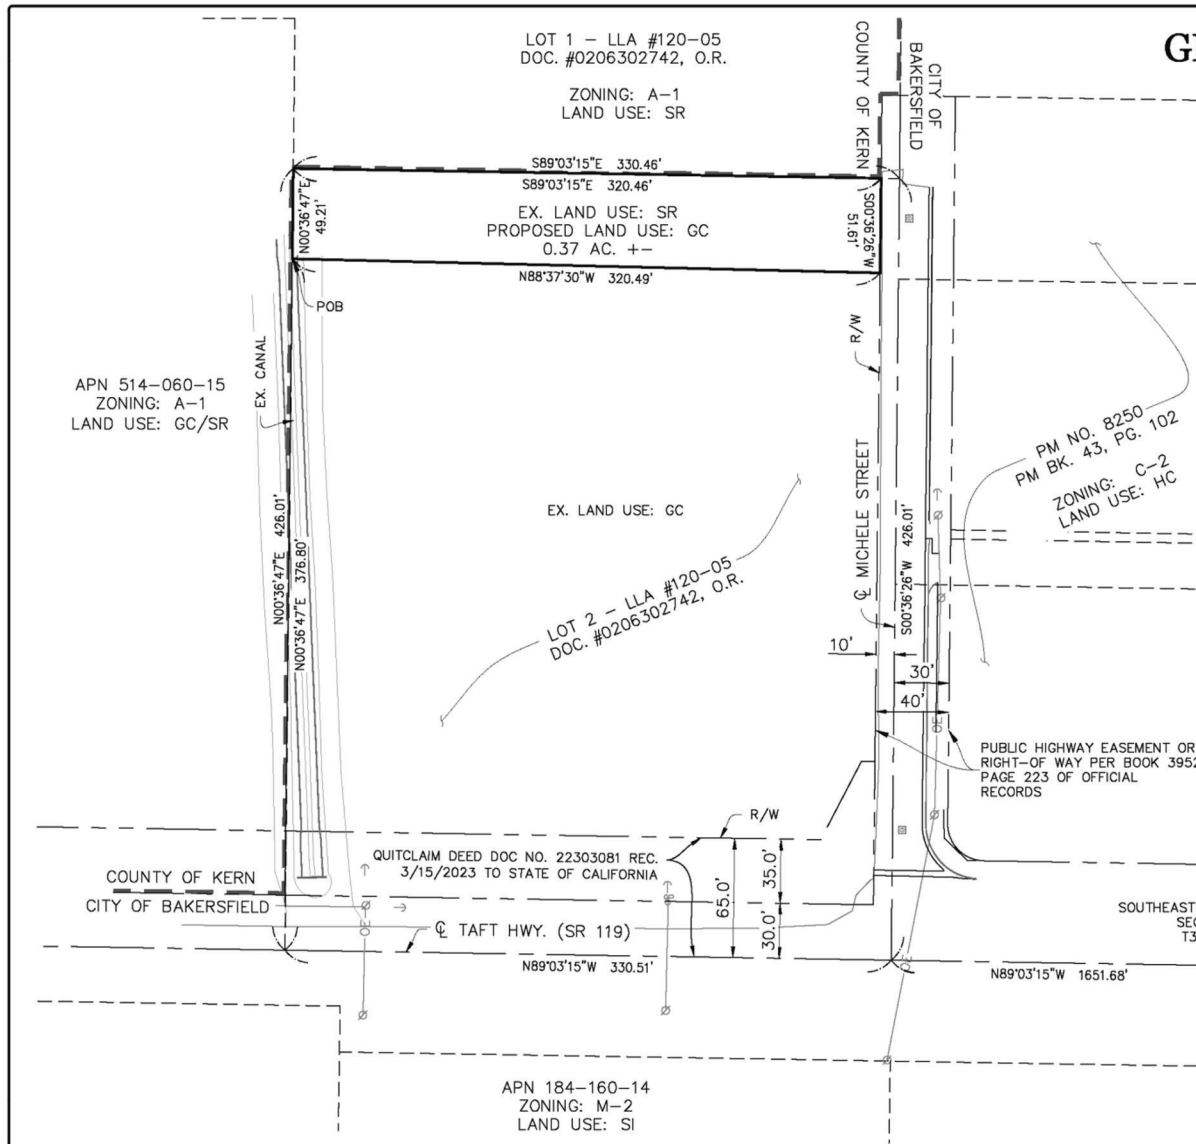 GI
LOT 1 – LLA #120–05
DOC. #0206302742, O.R.
ZONING: A–1
LAND USE: SR
COUNTY OF KERN
CITY OF
BAKERSFIELD
S89°03'15"E 330.46'
S89°03'15"E 320.46'
N00°36'47"E
49.21'
EX. LAND USE: SR
PROPOSED LAND USE: GC
0.37 AC. +–
S00°36'26"W
51.61'
N88°37'30"W 320.49'
POB
R/W
EX. CANAL
APN 514–060–15
ZONING: A–1
LAND USE: GC/SR
PM NO. 8250
PM BK. 43, PG. 102
ZONING: C–2
LAND USE: HC
EX. LAND USE: GC
N00°36'47"E 426.01'
N00°36'47"E 376.80'
LOT 2 – LLA #120–05
DOC. #0206302742, O.R.
℄ MICHELE STREET
S00°36'26"W 426.01'
10'
30'
40'
OE
PUBLIC HIGHWAY EASEMENT OR
RIGHT–OF WAY PER BOOK 3952
PAGE 223 OF OFFICIAL
RECORDS
R/W
QUITCLAIM DEED DOC NO. 22303081 REC.
3/15/2023 TO STATE OF CALIFORNIA
65.0'
35.0'
30.0'
COUNTY OF KERN
CITY OF BAKERSFIELD
OE
℄ TAFT HWY. (SR 119)
N89°03'15"W 330.51'
OE
N89°03'15"W 1651.68'
SOUTHEAST
SEC
T3
APN 184–160–14
ZONING: M–2
LAND USE: SI